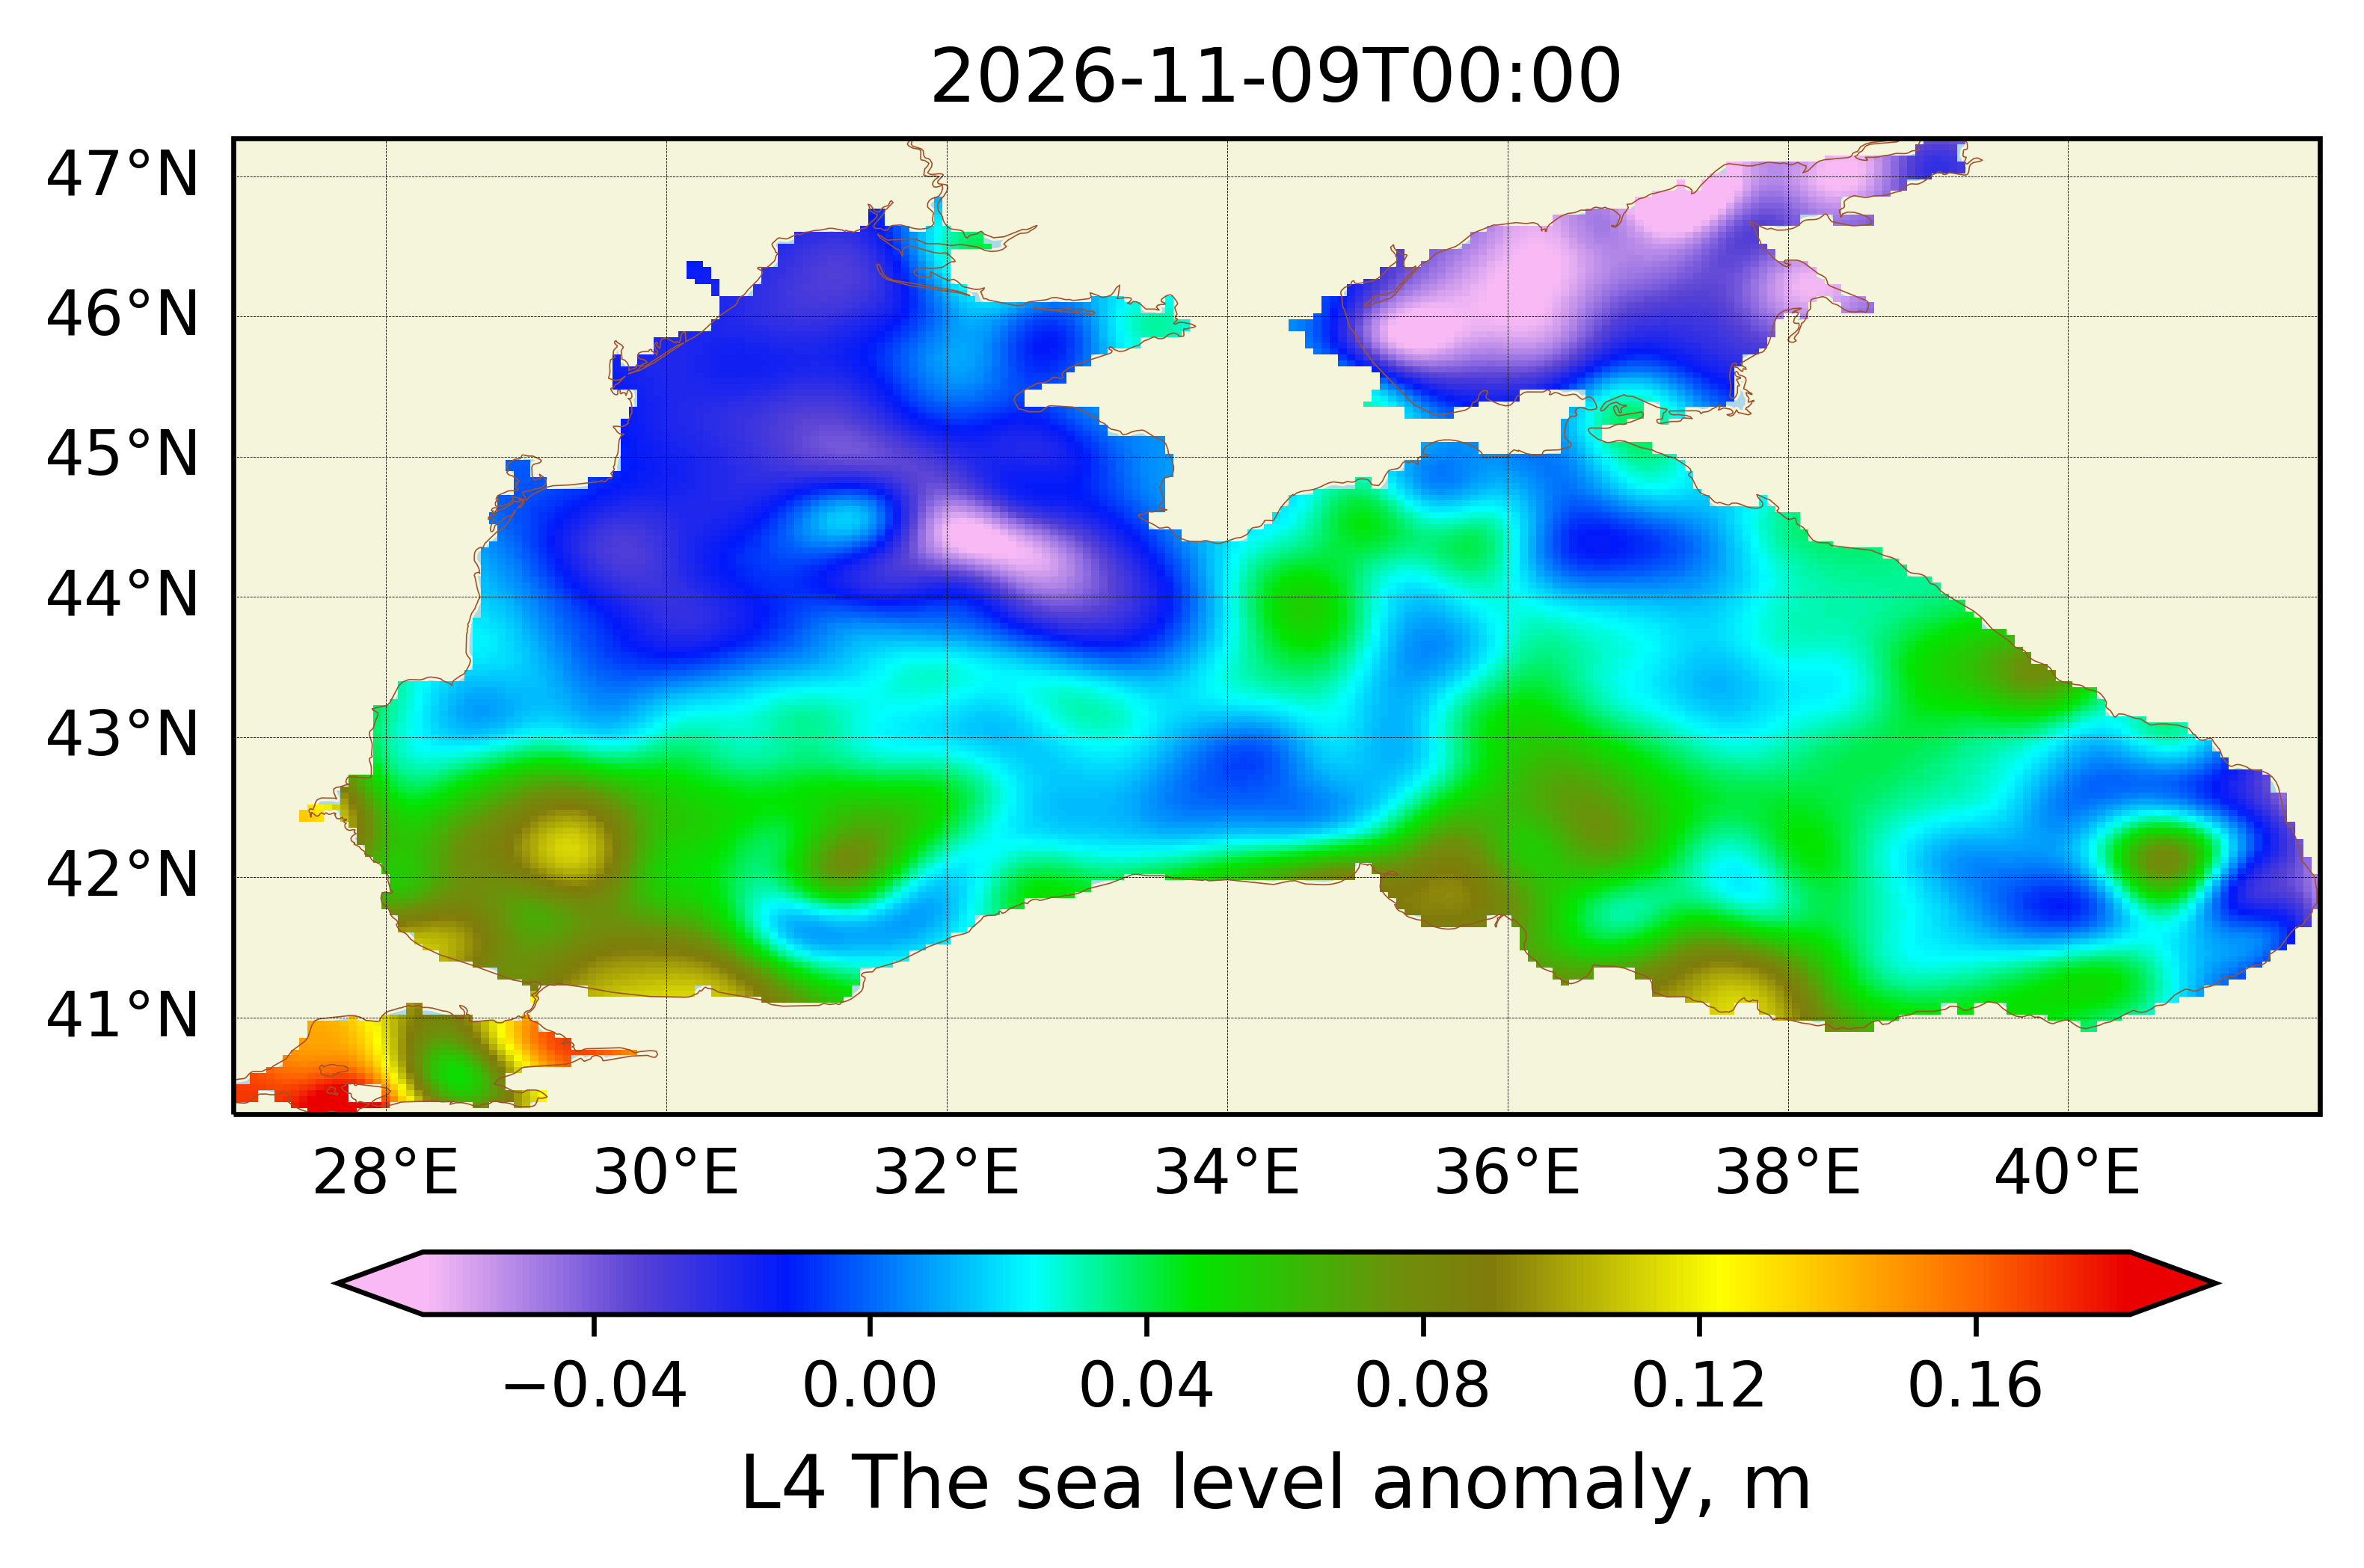 2026-11-09T00:00
47°N
46°N
45°N
44°N
43°N
42°N
41°N
28°E 30°E 32°E 34°E 36°E 38°E 40°E
−0.04 0.00 0.04 0.08 0.12 0.16
L4 The sea level anomaly, m